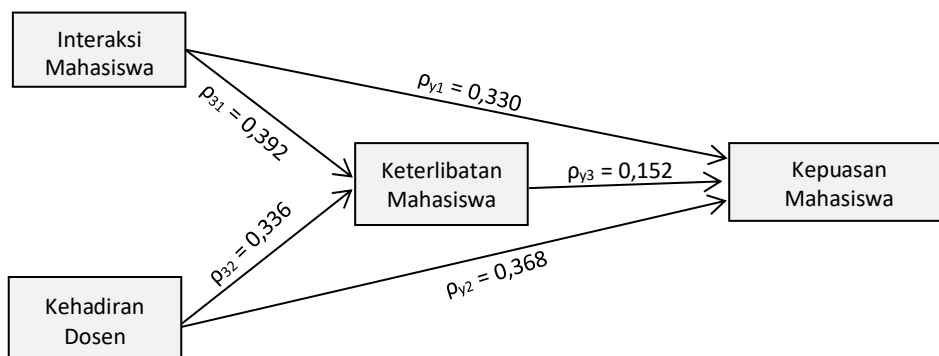 Interaksi
Mahasiswa
ρy1 = 0,330
ρ31 = 0,392
Keterlibatan
Mahasiswa
ρy3 = 0,152
Kepuasan
Mahasiswa
ρ32 = 0,336
ρy2 = 0,368
Kehadiran
Dosen